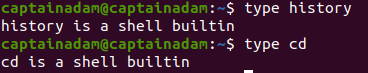 captainadam@captainadam:~$ type history
history is a shell builtin
captainadam@captainadam:~$ type cd
cd is a shell builtin